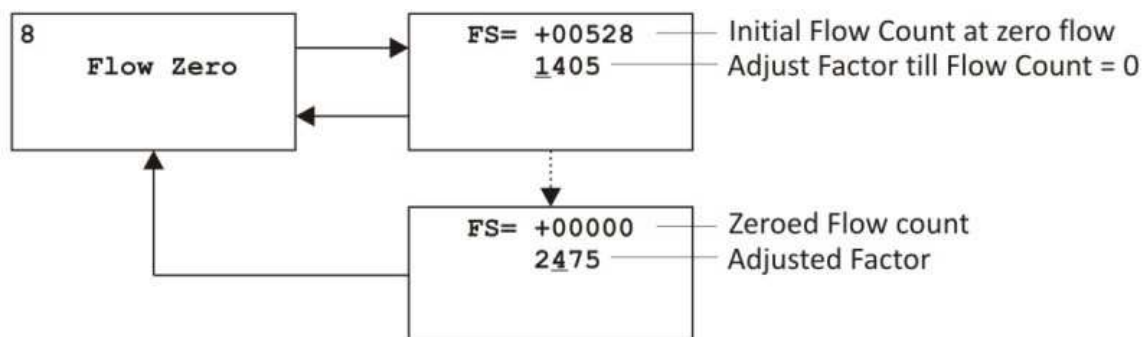 8
Flow Zero
FS= +00528
1405
Initial Flow Count at zero flow
Adjust Factor till Flow Count = 0
FS= +00000
2475
Zeroed Flow count
Adjusted Factor